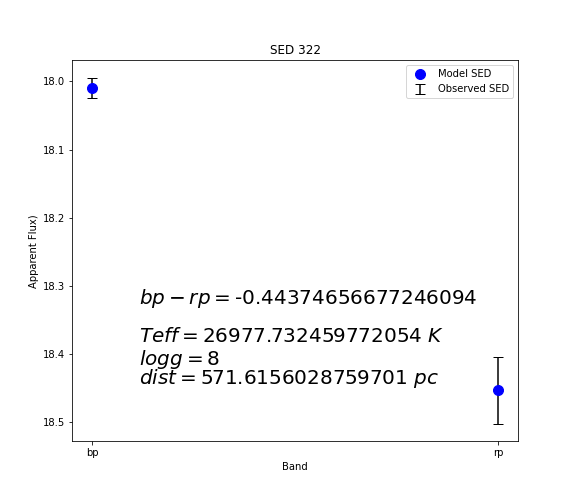 SED 322
Model SED
Observed SED
18.0
18.1
18.2
18.3
18.4
18.5
Apparent Flux)
bp − rp = -0.44374656677246094
Teff = 26977.732459772054 K
logg = 8
dist = 571.6156028759701 pc
bp
rp
Band